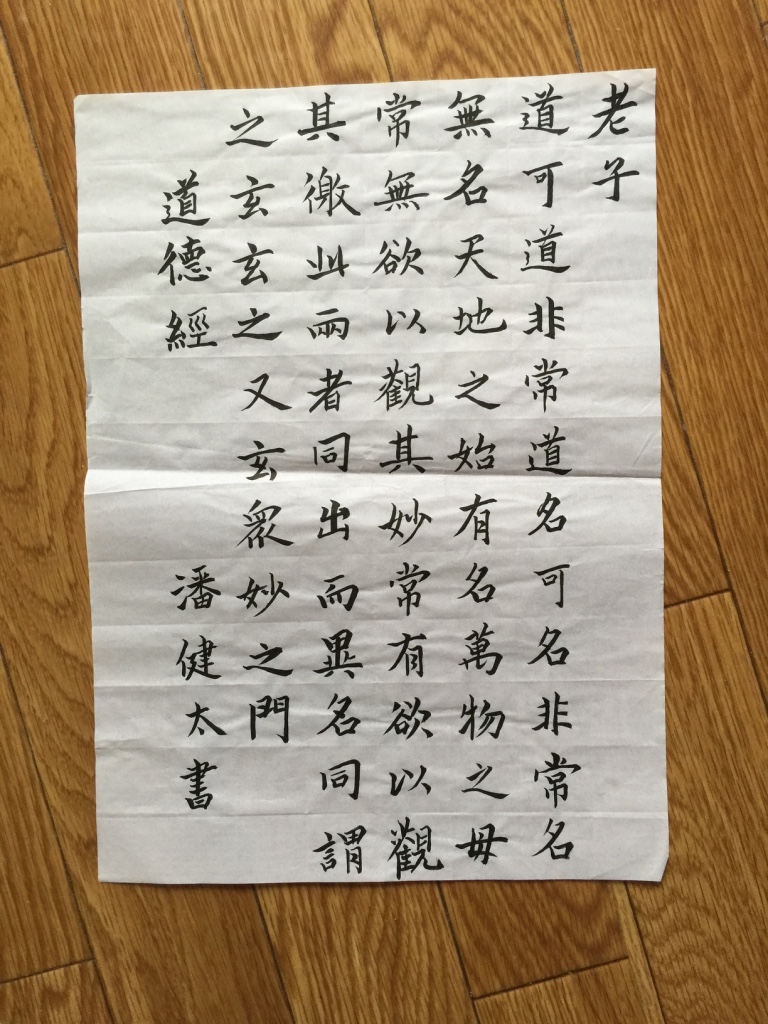 老子
道可道非常道名可名非常名
無名天地之始有名萬物之母
常無欲以觀其妙常有欲以觀
其徼此兩者同出而異名同謂
之玄玄之又玄衆妙之門
道德經
潘健太書